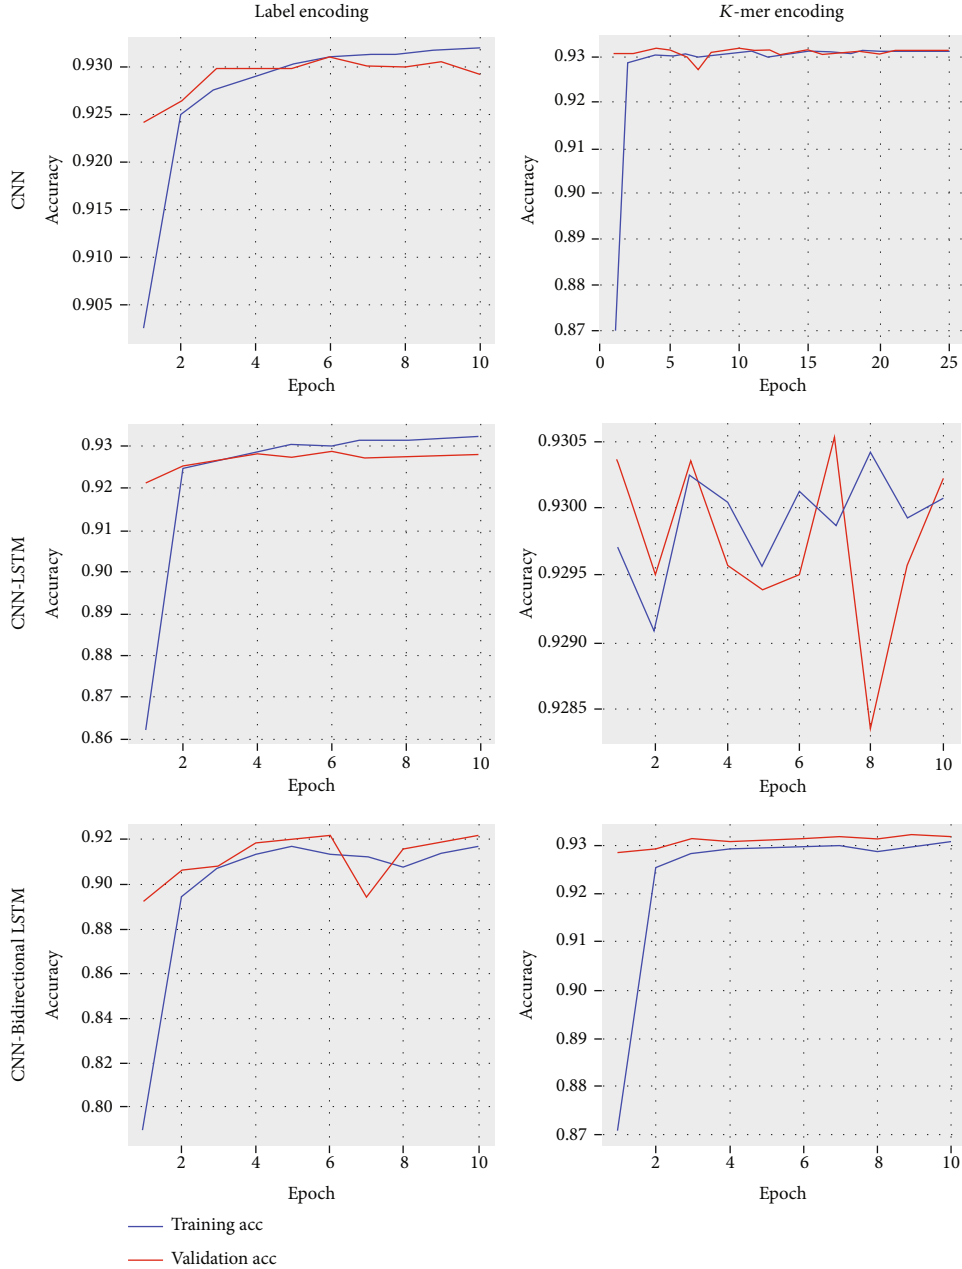 Label encoding
K-mer encoding
CNN
Accuracy
0.930
0.925
0.920
0.915
0.910
0.905
2 4 6 8 10
Epoch
Accuracy
0.93
0.92
0.91
0.90
0.89
0.88
0.87
0 5 10 15 20 25
Epoch
CNN-LSTM
Accuracy
0.93
0.92
0.91
0.90
0.89
0.88
0.87
0.86
2 4 6 8 10
Epoch
Accuracy
0.9305
0.9300
0.9295
0.9290
0.9285
2 4 6 8 10
Epoch
CNN-Bidirectional LSTM
Accuracy
0.92
0.90
0.88
0.86
0.84
0.82
0.80
2 4 6 8 10
Epoch
Accuracy
0.93
0.92
0.91
0.90
0.89
0.88
0.87
2 4 6 8 10
Epoch
Training acc
Validation acc